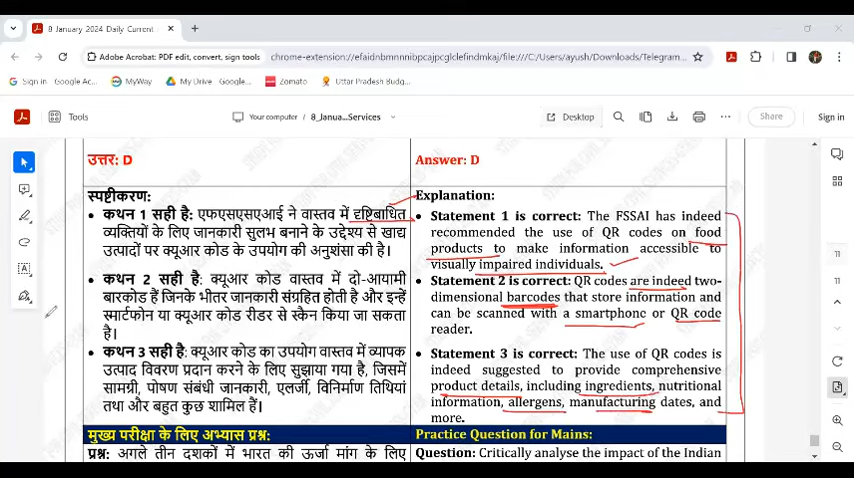 8 January 2024 Daily Current
Adobe Acrobat: PDF edit, convert, sign tools
chrome-extension://efaidnbmnnnibpcajpcglclefindmkaj/file:///C:/Users/ayush/Downloads/Telegram...
Sign in Google Ac...
MyWay
My Drive Google...
Zomato
Uttar Pradesh Budg...
Tools
Your computer / 8_Janua...Services
Desktop
Share
Sign in
उत्तर: D
स्पष्टीकरण:
• कथन 1 सही है: एफएसएसएआई ने वास्तव में दृष्टिबाधित
व्यक्तियों के लिए जानकारी सुलभ बनाने के उद्देश्य से खाद्य
उत्पादों पर क्यूआर कोड के उपयोग की अनुशंसा की है।
• कथन 2 सही है: क्यूआर कोड वास्तव में दो-आयामी
बारकोड हैं जिनके भीतर जानकारी संग्रहित होती है और इन्हें
स्मार्टफोन या क्यूआर कोड रीडर से स्कैन किया जा सकता
है।
• कथन 3 सही है: क्यूआर कोड का उपयोग वास्तव में व्यापक
उत्पाद विवरण प्रदान करने के लिए सुझाया गया है, जिसमें
सामग्री, पोषण संबंधी जानकारी, एलर्जी, विनिर्माण तिथियां
तथा और बहुत कुछ शामिल हैं।
मुख्य परीक्षा के लिए अभ्यास प्रश्न:
प्रश्न: अगले तीन दशकों में भारत की ऊर्जा मांग के लिए
Answer: D
Explanation:
• Statement 1 is correct: The FSSAI has indeed
recommended the use of QR codes on food
products to make information accessible to
visually impaired individuals.
• Statement 2 is correct: QR codes are indeed two-
dimensional barcodes that store information and
can be scanned with a smartphone or QR code
reader.
• Statement 3 is correct: The use of QR codes is
indeed suggested to provide comprehensive
product details, including ingredients, nutritional
information, allergens, manufacturing dates, and
more.
Practice Question for Mains:
Question: Critically analyse the impact of the Indian